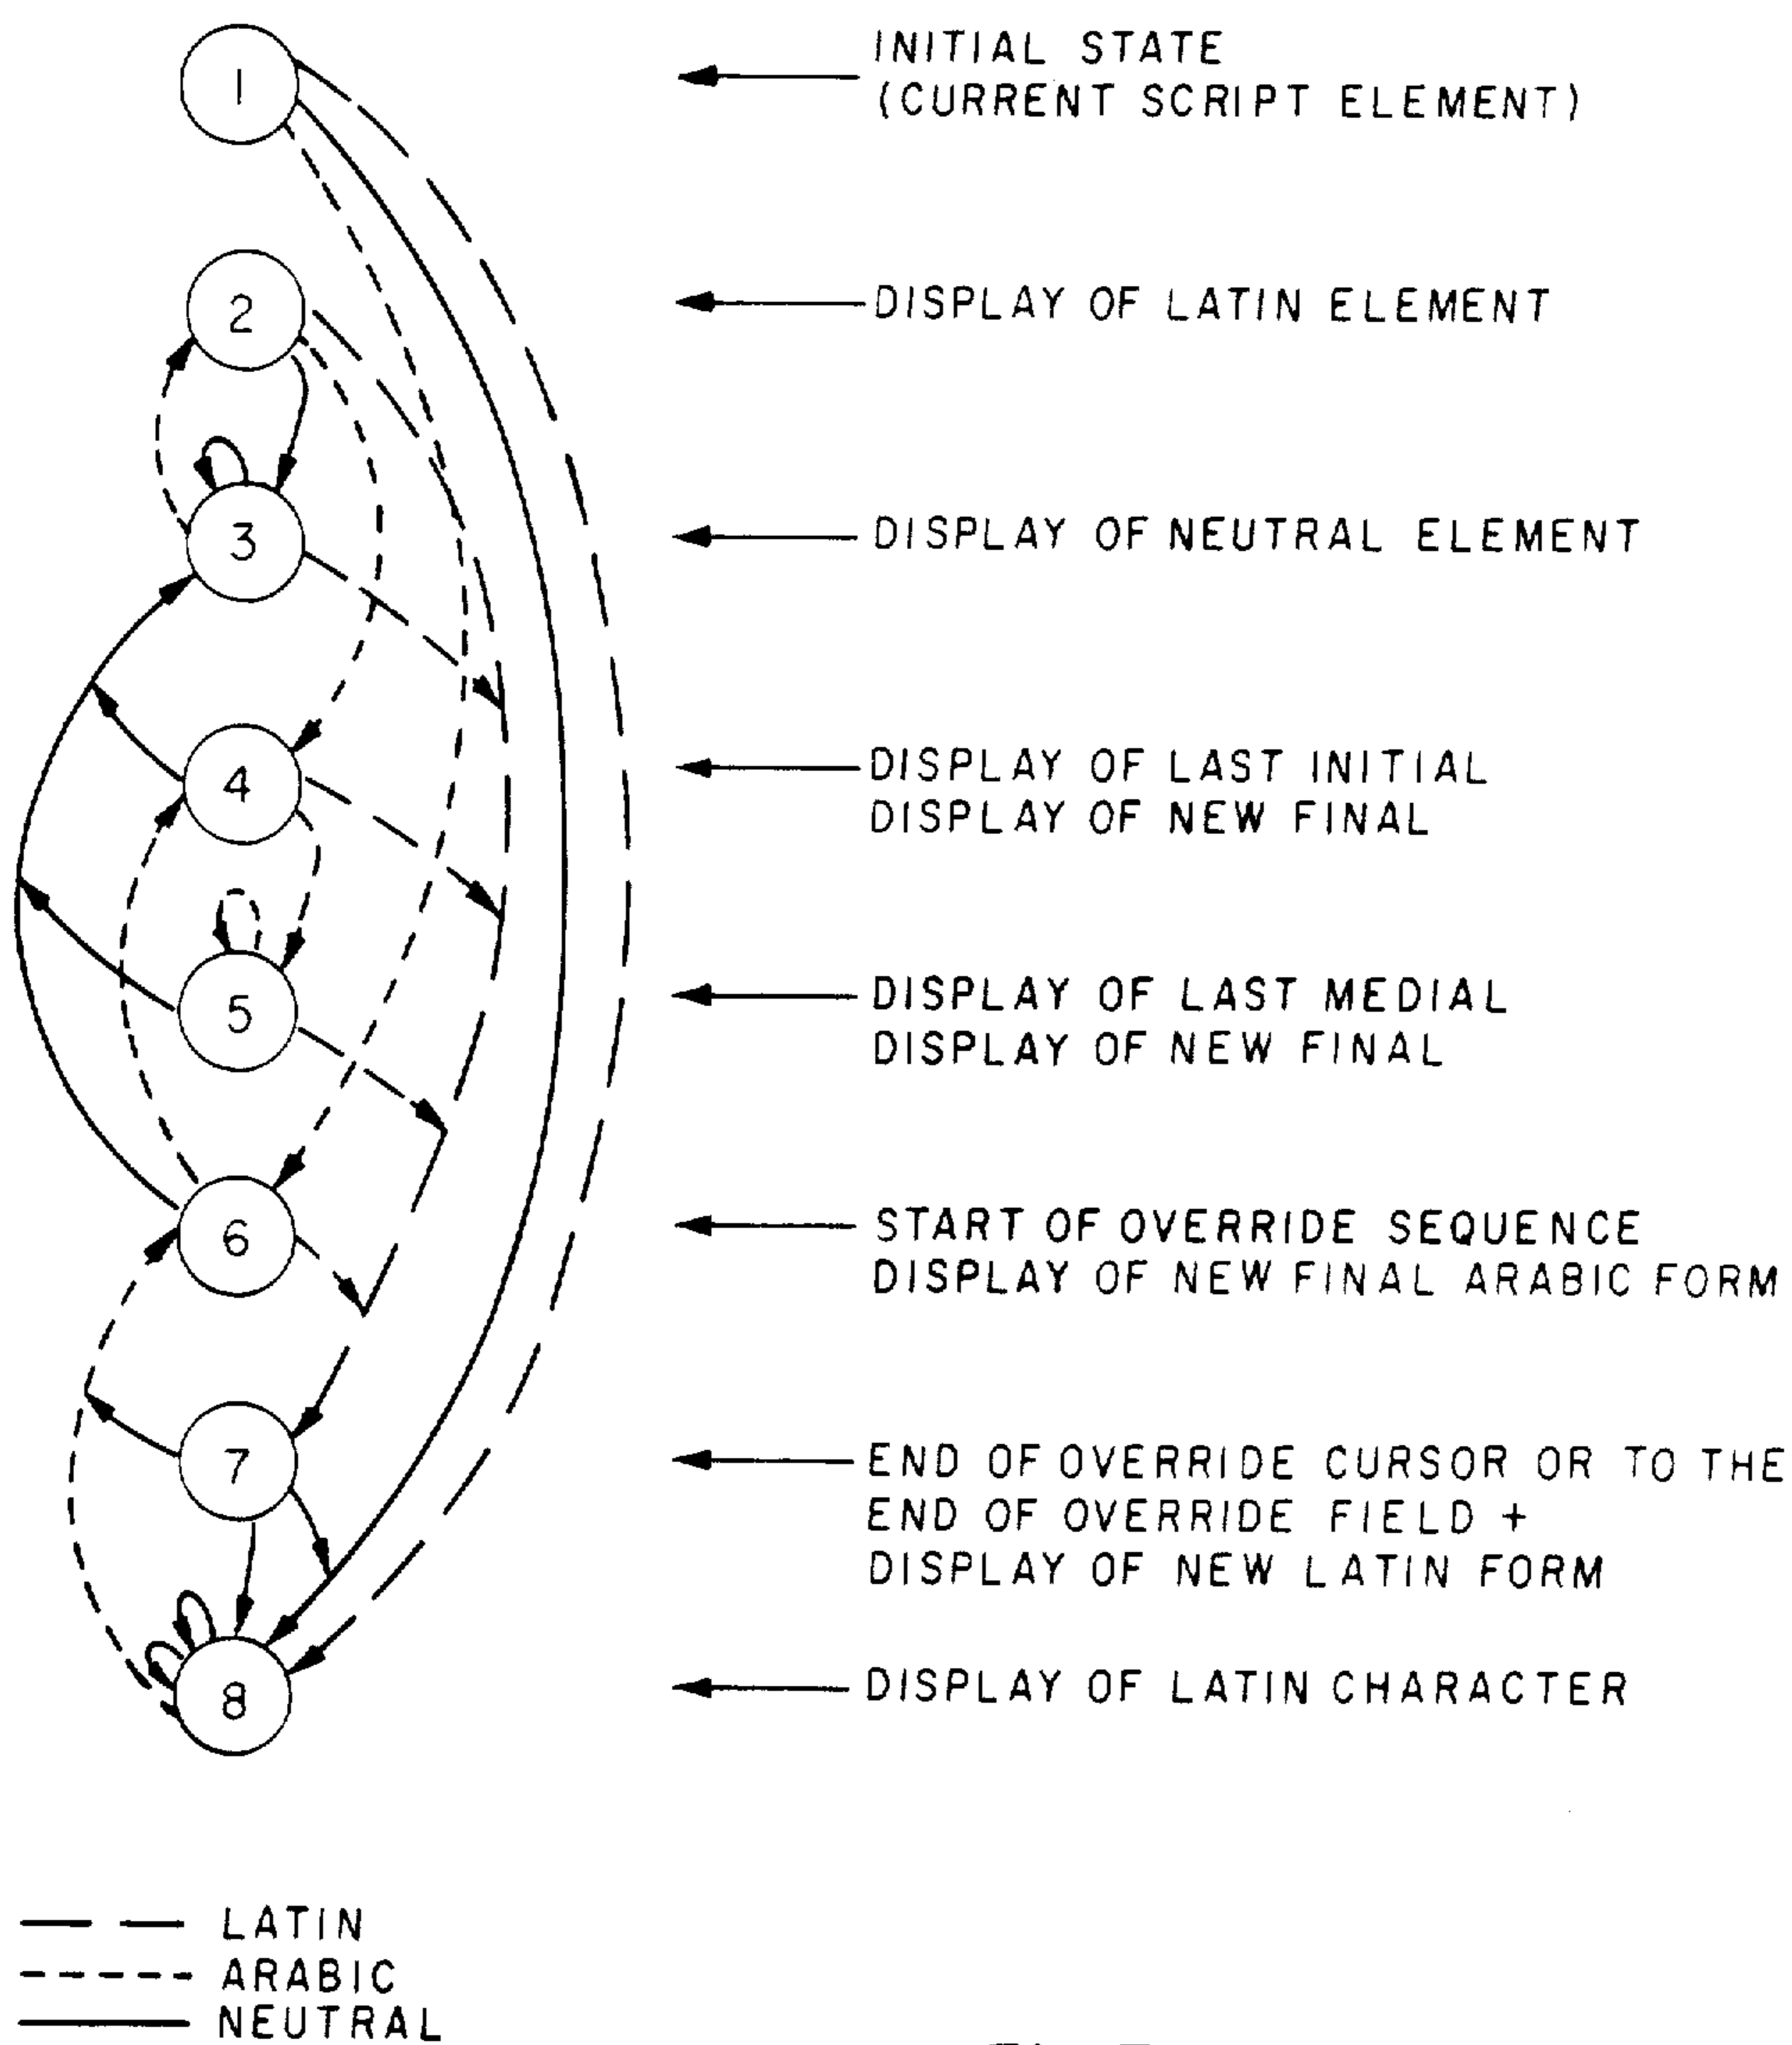 1
INITIAL STATE
(CURRENT SCRIPT ELEMENT)
2
DISPLAY OF LATIN ELEMENT
3
DISPLAY OF NEUTRAL ELEMENT
4
DISPLAY OF LAST INITIAL
DISPLAY OF NEW FINAL
5
DISPLAY OF LAST MEDIAL
DISPLAY OF NEW FINAL
6
START OF OVERRIDE SEQUENCE
DISPLAY OF NEW FINAL ARABIC FORM
7
END OF OVERRIDE CURSOR OR TO THE
END OF OVERRIDE FIELD +
DISPLAY OF NEW LATIN FORM
8
DISPLAY OF LATIN CHARACTER
LATIN
ARABIC
NEUTRAL